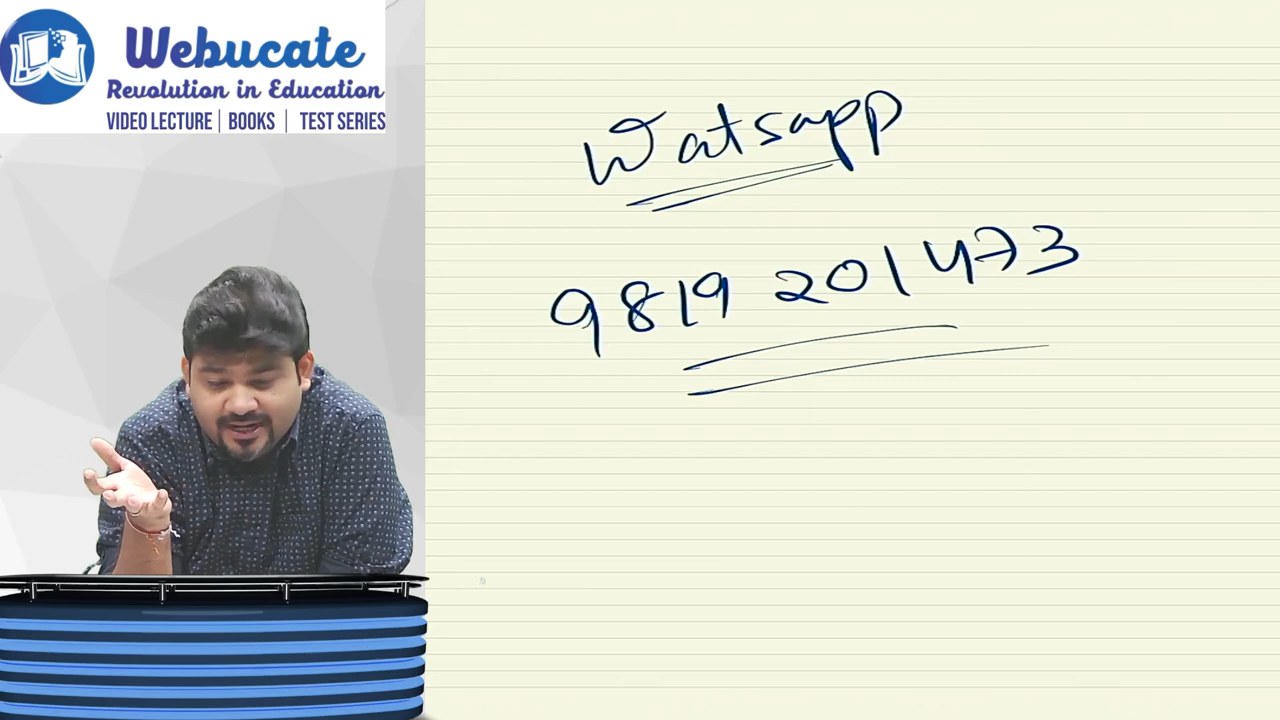 Webucate
Revolution in Education
VIDEO LECTURE | BOOKS | TEST SERIES
Watsapp
9819 201473